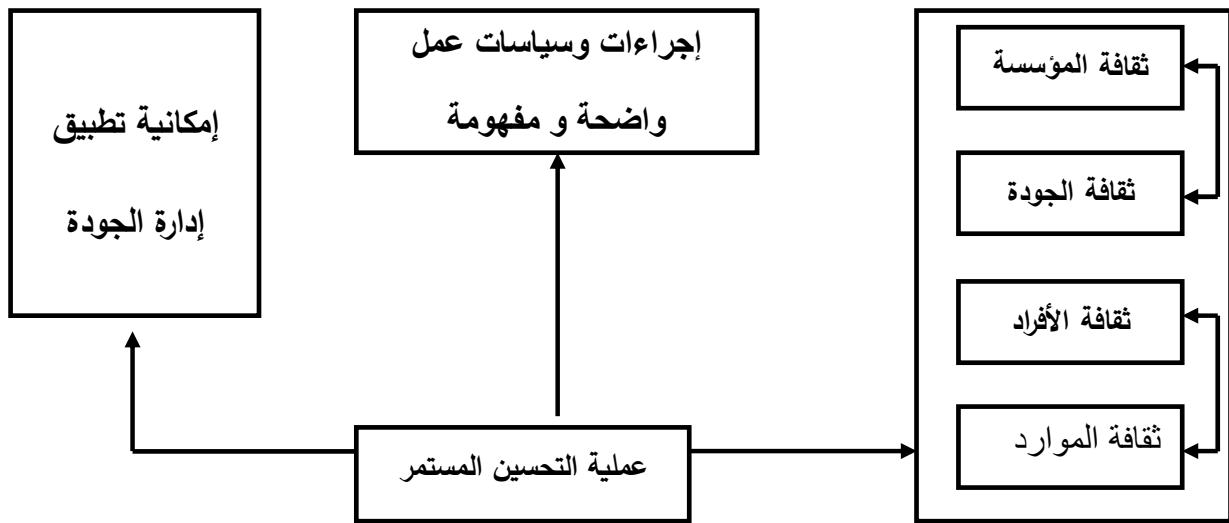 ثقافة المؤسسة
ثقافة الجودة
ثقافة الأفراد
ثقافة الموارد
إجراءات وسياسات عمل
واضحة و مفهومة
إمكانية تطبيق
إدارة الجودة
عملية التحسين المستمر